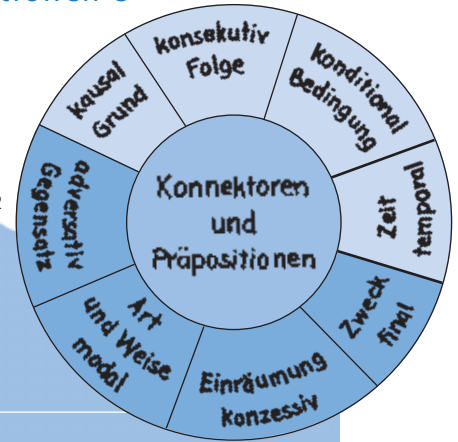 konsekutiv
Folge
konditional
Bedingung
Zeit
temporal
Zweck
final
Einräumung
konzessiv
Art
und Weise
modal
adversativ
Gegensatz
kausal
Grund
Konnektoren
und
Präpositionen